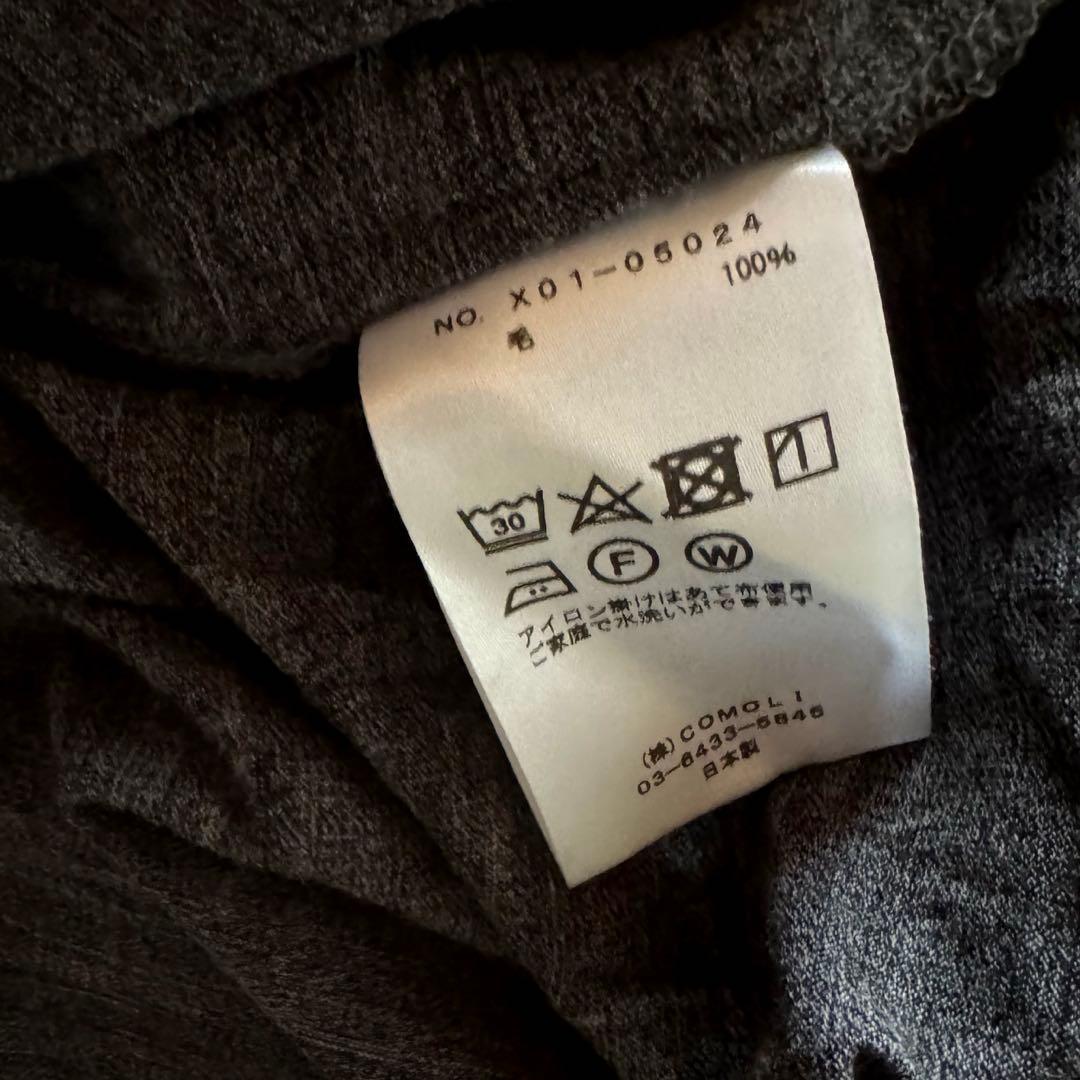 NO. X01-05024
毛 100%
30
F W
アイロン掛けはあて布使用
ご家庭で水洗いができます。
(株)COMOLI
03-6433-5846
日本製